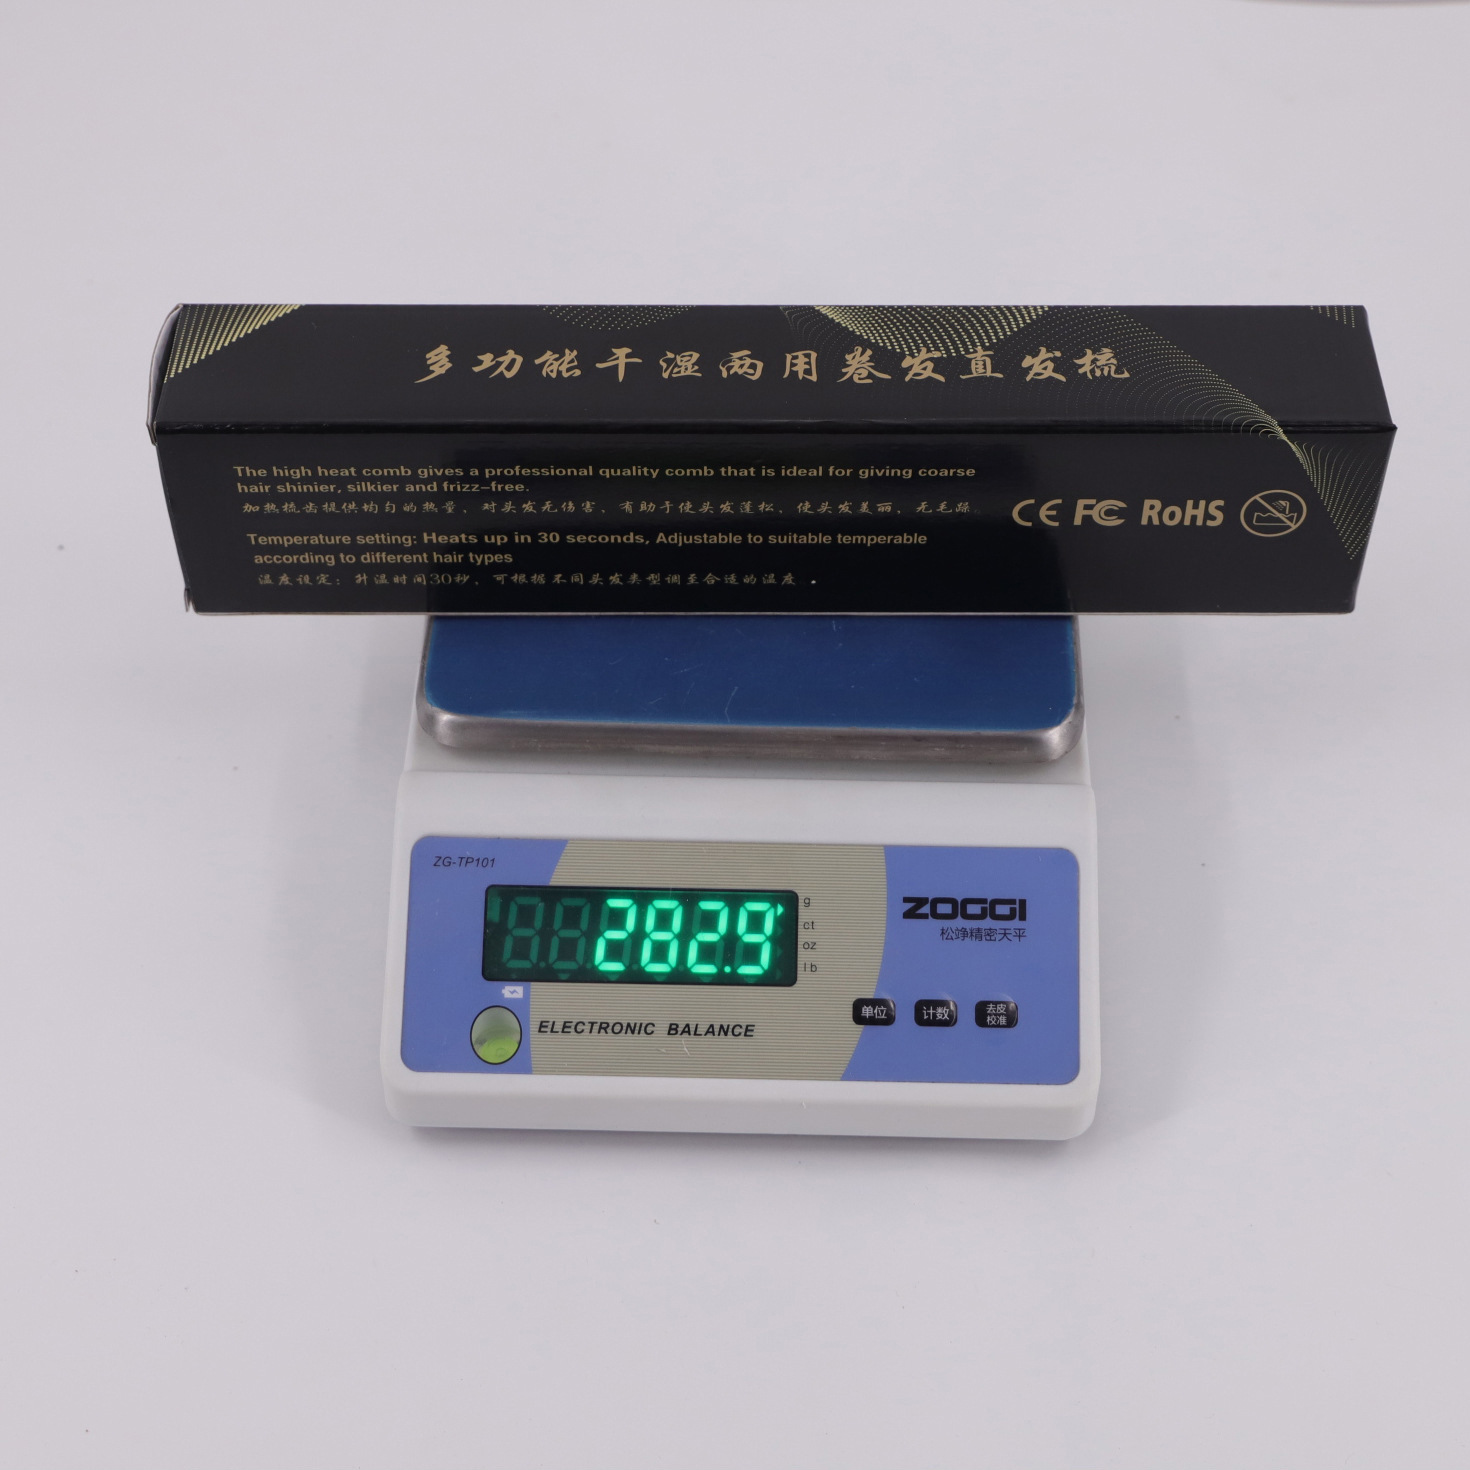 多功能干湿两用卷发直发梳
The high heat comb gives a professional quality comb that is ideal for giving coarse
hair shinier, silkier and frizz-free.
加热梳齿提供均匀的热量，对头发无伤害，有助于使头发蓬松，使头发美丽，无毛躁
CE FC RoHS
Temperature setting: Heats up in 30 seconds, Adjustable to suitable temperable
according to different hair types
温度设定：升温时间30秒，可根据不同头发类型调至合适的温度.
ZG-TP101
282.9
g
ct
oz
lb
ZOGGI
松竫精密天平
单位
计数
去皮
校准
ELECTRONIC BALANCE